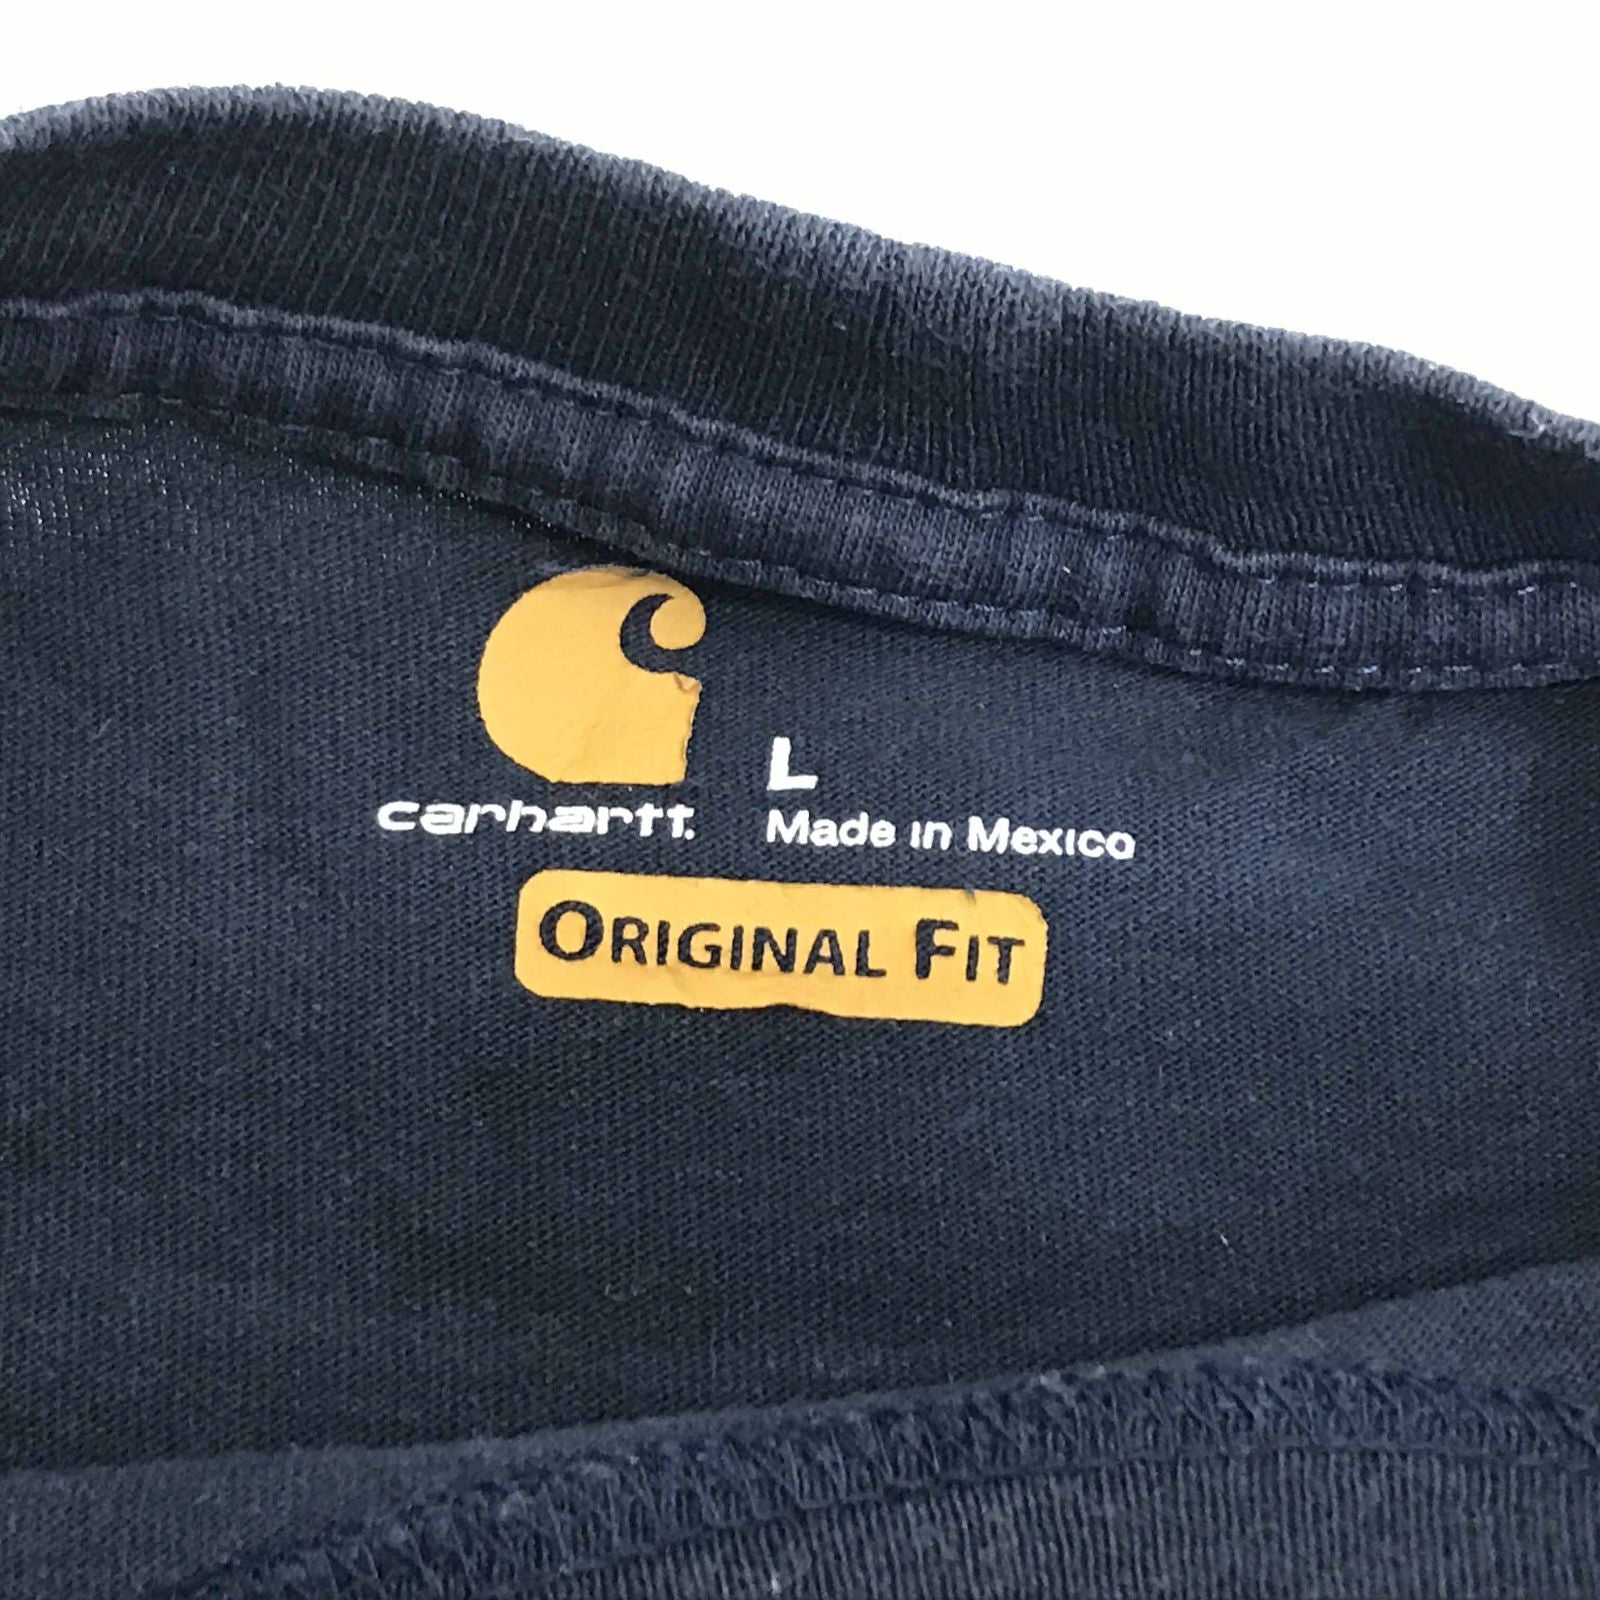 L
carhartt.
Made in Mexico
ORIGINAL FIT